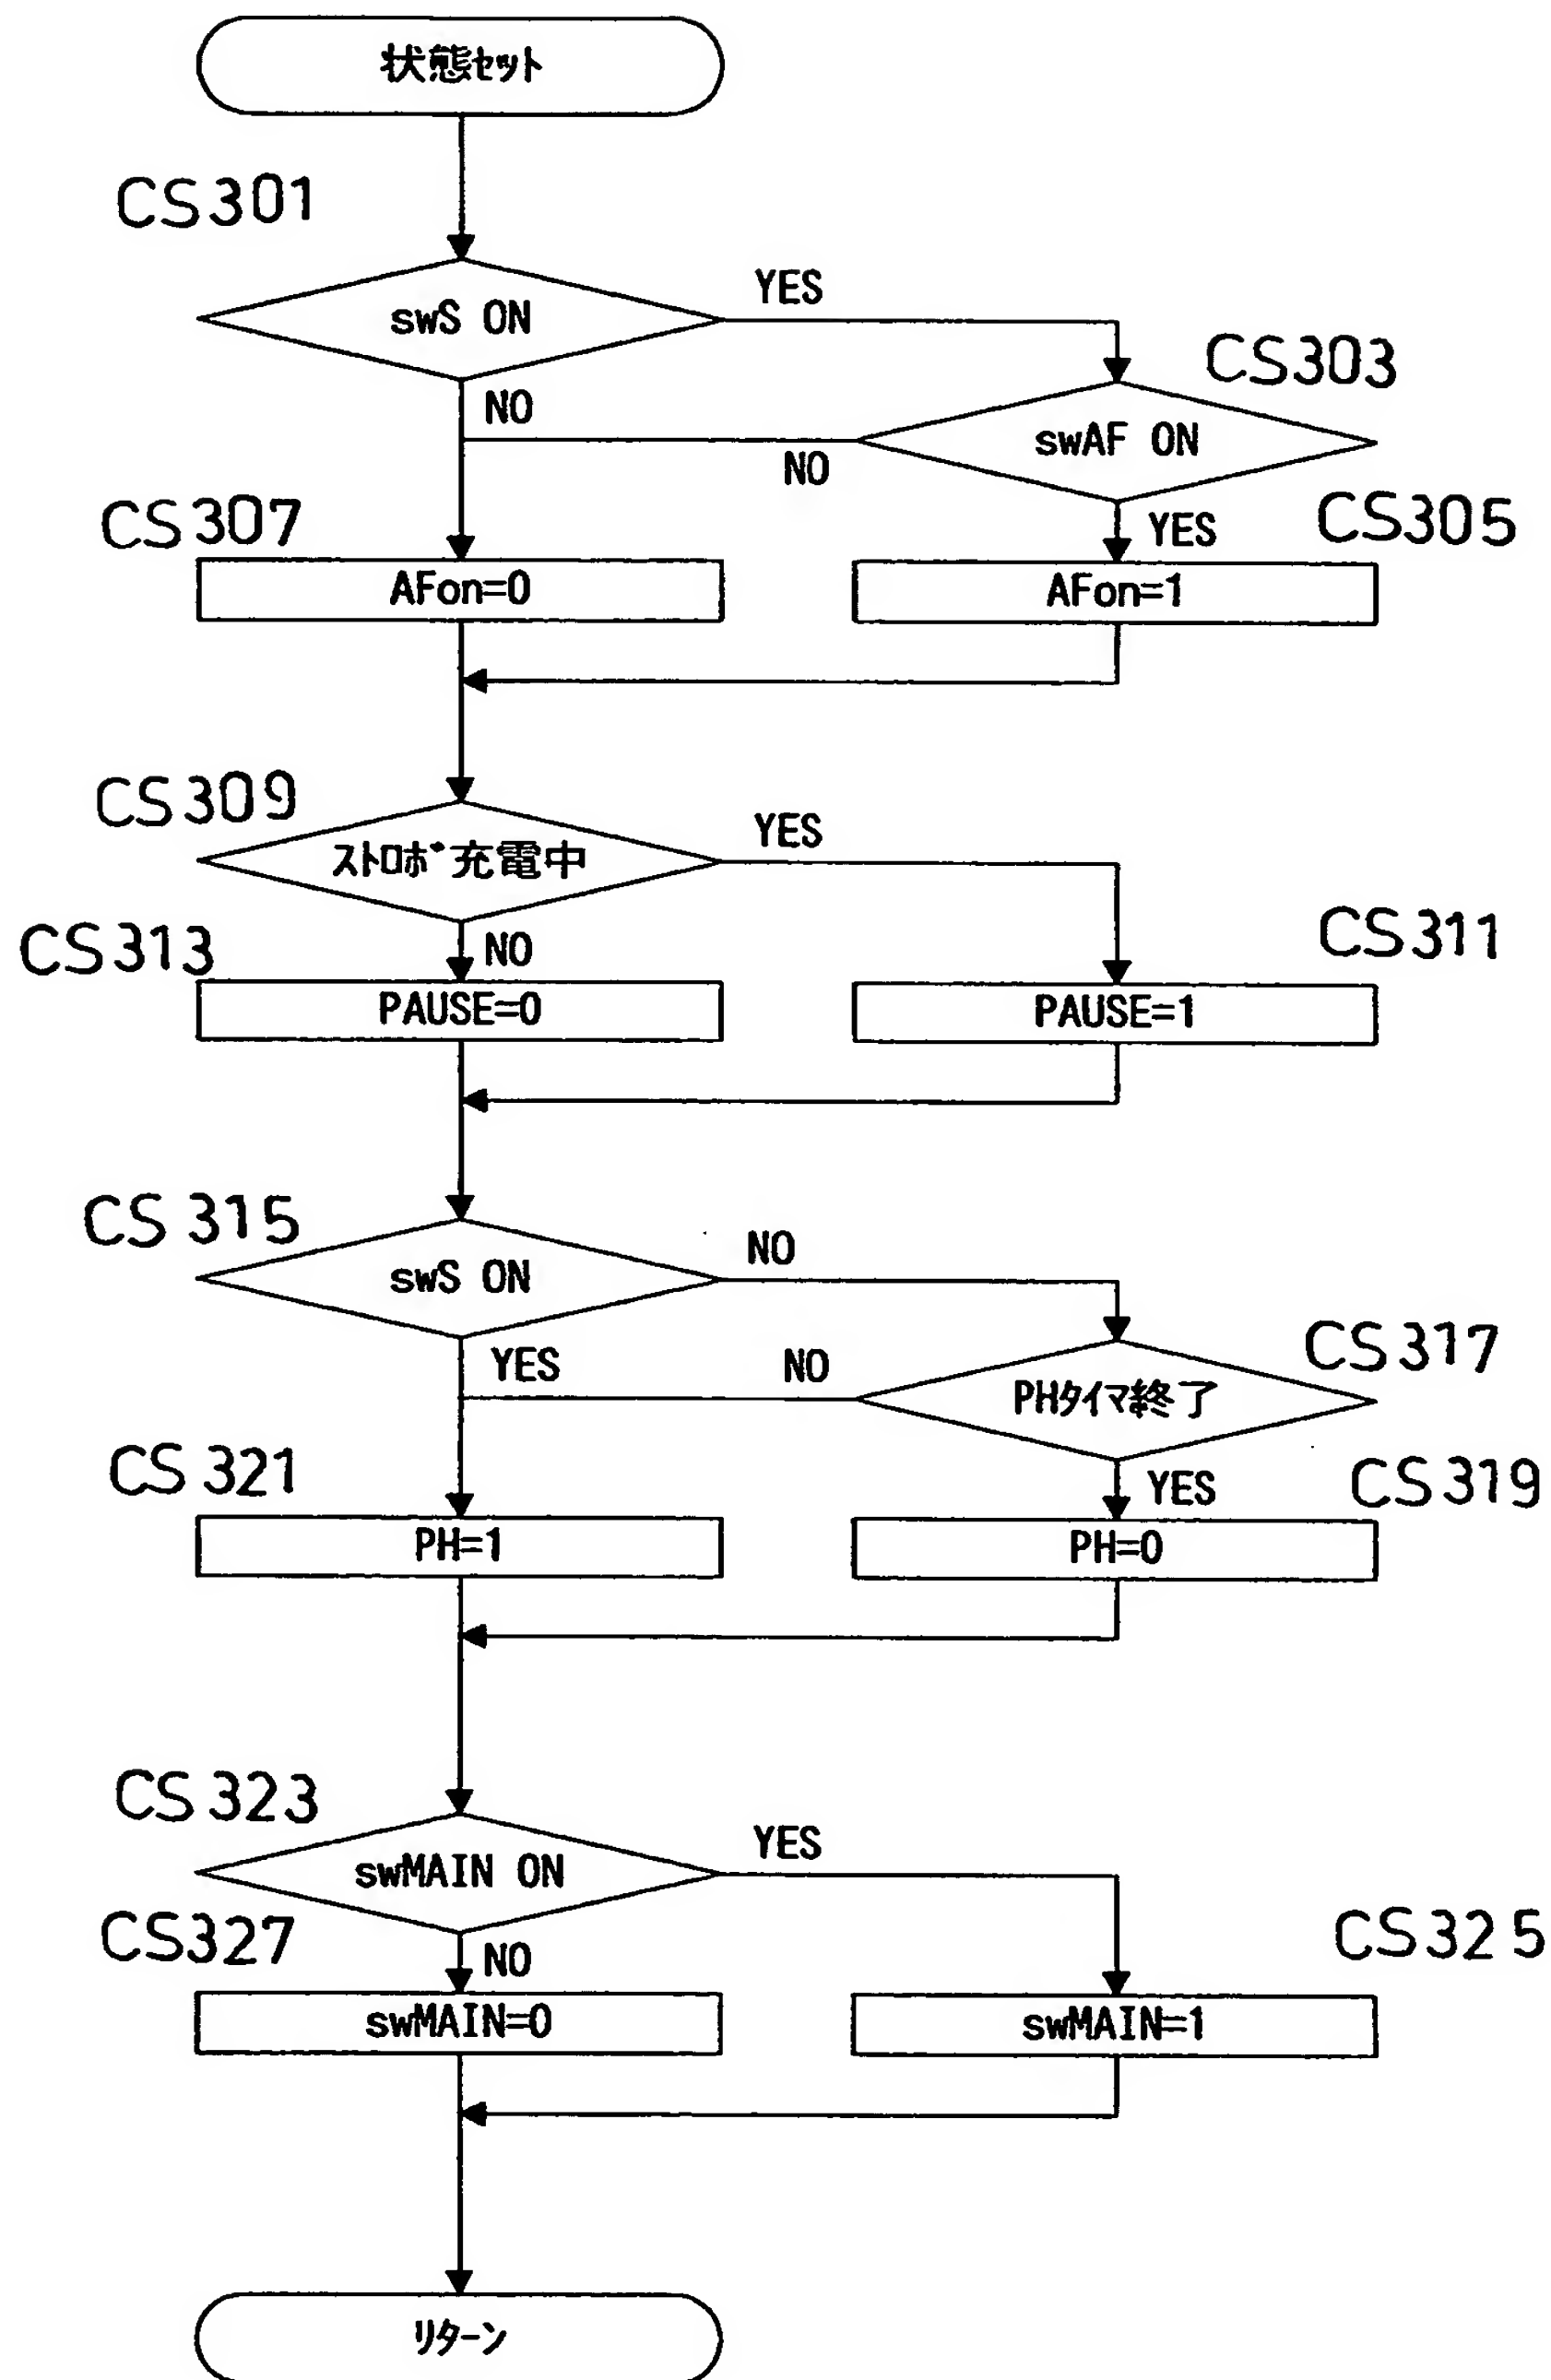 状態セット
CS301
swS ON
YES
CS303
NO
swAF ON
NO
CS307
YES
CS305
AFon=0
AFon=1
CS309
ストロボ充電中
YES
CS313
NO
CS311
PAUSE=0
PAUSE=1
CS315
swS ON
NO
CS317
YES
NO
PHタイマ終了
CS321
YES
CS319
PH=1
PH=0
CS323
swMAIN ON
YES
CS327
NO
CS325
swMAIN=0
swMAIN=1
リターン